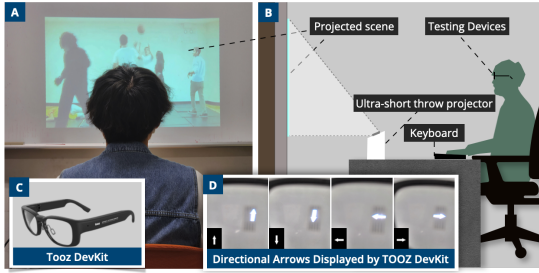 A
B
Projected scene
Testing Devices
Ultra-short throw projector
Keyboard
C
D
Tooz DevKit
Directional Arrows Displayed by TOOZ DevKit